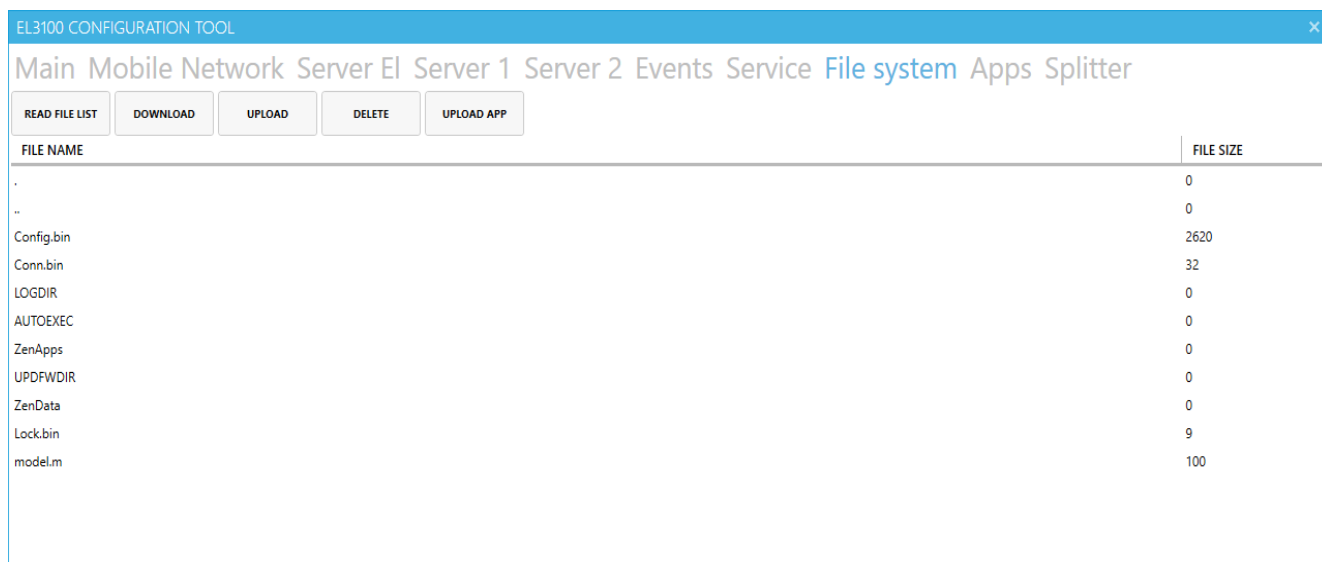 EL3100 CONFIGURATION TOOL ×
Main Mobile Network Server El Server 1 Server 2 Events Service File system Apps Splitter
READ FILE LIST DOWNLOAD UPLOAD DELETE UPLOAD APP
FILE NAME FILE SIZE
. 0
.. 0
Config.bin 2620
Conn.bin 32
LOGDIR 0
AUTOEXEC 0
ZenApps 0
UPDFWDIR 0
ZenData 0
Lock.bin 9
model.m 100